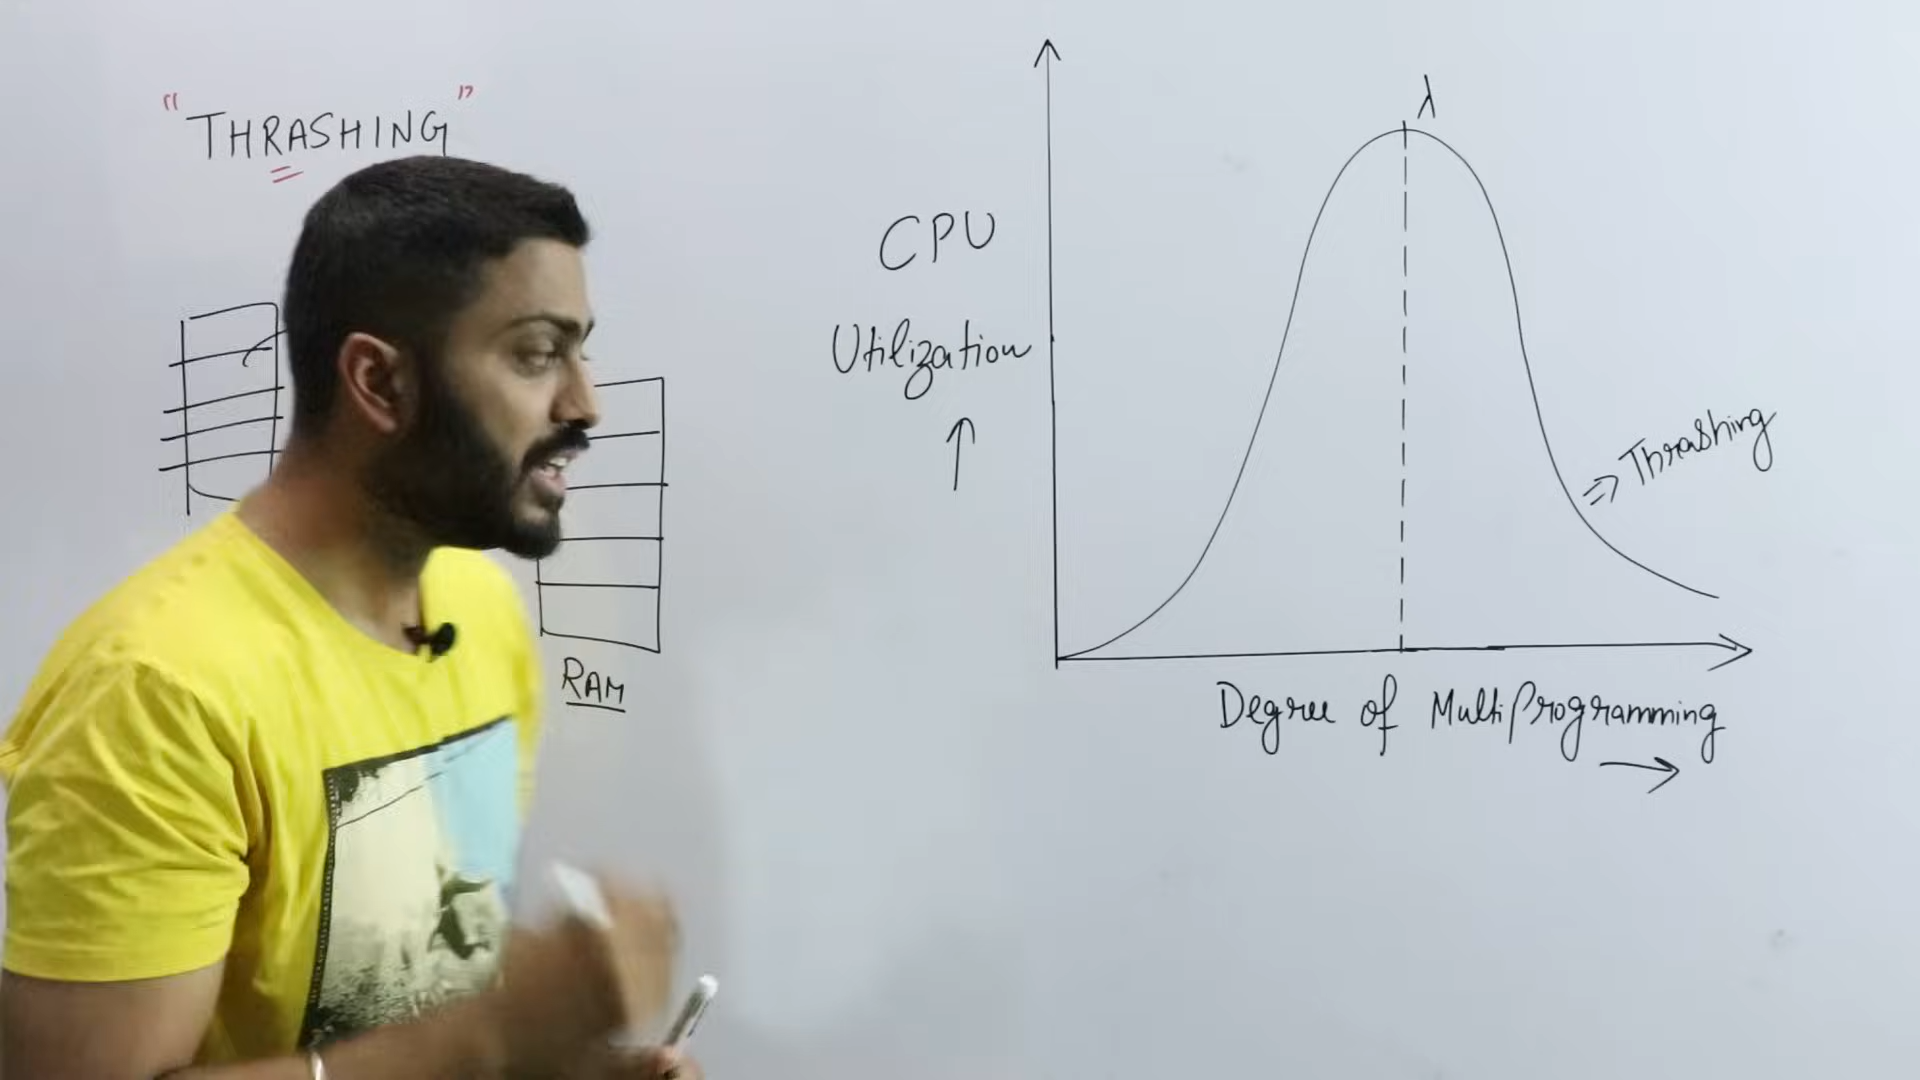 "THRASHING"
RAM
CPU
Utilization
λ
⇒ Thrashing
Degree of MultiProgramming